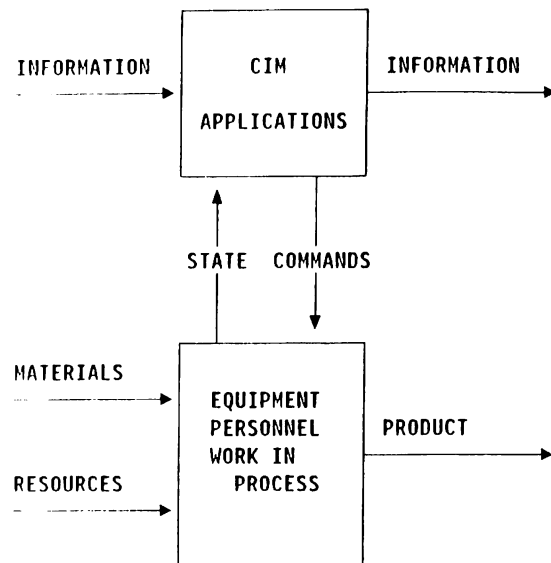 INFORMATION
CIM
INFORMATION
APPLICATIONS
STATE COMMANDS
MATERIALS
EQUIPMENT
PERSONNEL
PRODUCT
WORK IN
RESOURCES
PROCESS